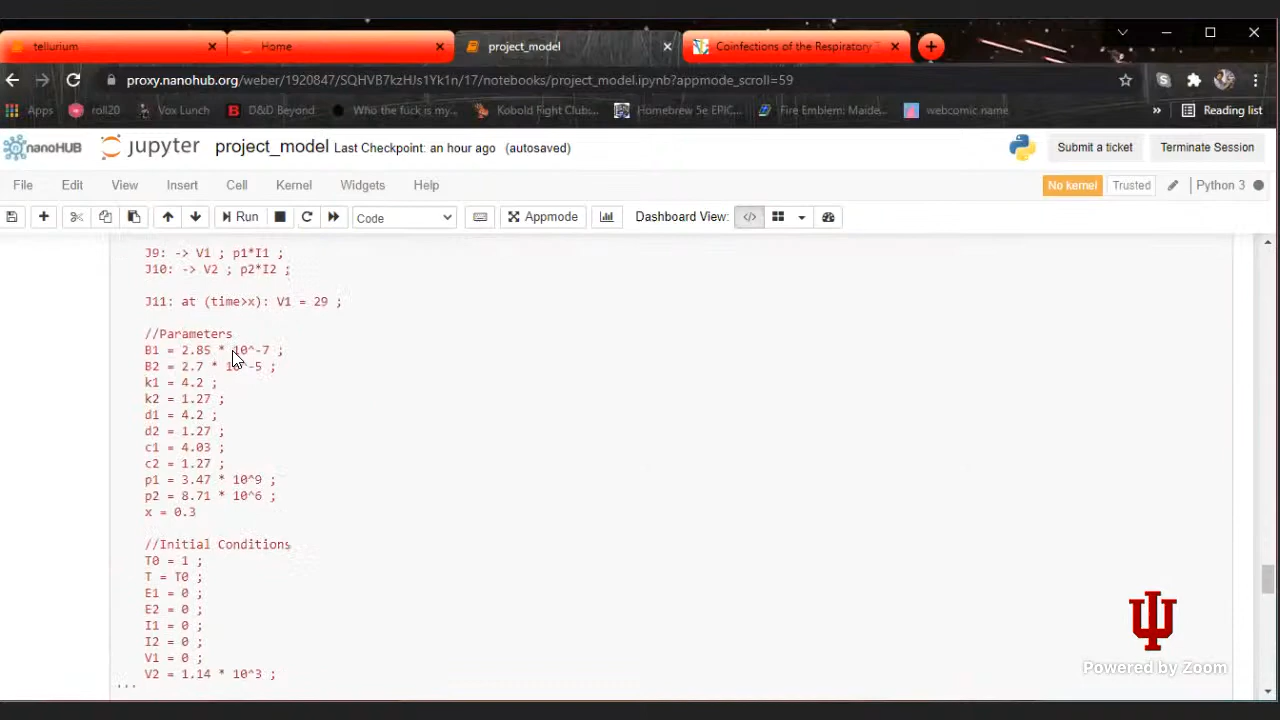 tellurium
Home
project_model
Coinfections of the Respiratory T
proxy.nanohub.org/weber/1920847/SQHVB7kzHJs1Yk1n/17/notebooks/project_model.ipynb?appmode_scroll=59
Apps
roll20
Vox Lunch
D&D Beyond
Who the fuck is my...
Kobold Fight Club:...
Homebrew 5e EPIC...
Fire Emblem: Maide...
webcomic name
»
Reading list
nanoHUB
jupyter
project_model Last Checkpoint: an hour ago (autosaved)
Submit a ticket
Terminate Session
File Edit View Insert Cell Kernel Widgets Help
No kernel
Trusted
Python 3
Run
Code
Appmode
Dashboard View:
J9: -> V1 ; p1*I1 ;
J10: -> V2 ; p2*I2 ;
J11: at (time>x): V1 = 29 ;
//Parameters
B1 = 2.85 * 10^-7 ;
B2 = 2.7 * 10^-5 ;
k1 = 4.2 ;
k2 = 1.27 ;
d1 = 4.2 ;
d2 = 1.27 ;
c1 = 4.03 ;
c2 = 1.27 ;
p1 = 3.47 * 10^9 ;
p2 = 8.71 * 10^6 ;
x = 0.3
//Initial Conditions
T0 = 1 ;
T = T0 ;
E1 = 0 ;
E2 = 0 ;
I1 = 0 ;
I2 = 0 ;
V1 = 0 ;
V2 = 1.14 * 10^3 ;
'''
Powered by Zoom